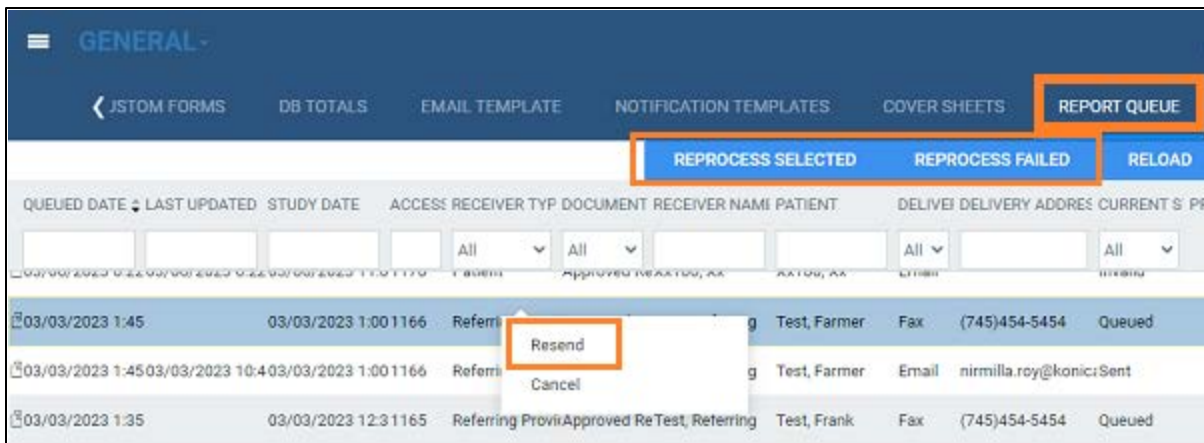 GENERAL
JSTOM FORMS DB TOTALS EMAIL TEMPLATE NOTIFICATION TEMPLATES COVER SHEETS REPORT QUEUE
REPROCESS SELECTED REPROCESS FAILED RELOAD
QUEUED DATE LAST UPDATED STUDY DATE ACCESS RECEIVER TYP DOCUMENT RECEIVER NAME PATIENT DELIVE DELIVERY ADDRES CURRENT S PR
All All All All
03/03/2023 1:45 03/03/2023 1:00 1166 Referri g Test, Farmer Fax (745)454-5454 Queued
Resend
03/03/2023 1:45 03/03/2023 10:4 03/03/2023 1:00 1166 Referri g Test, Farmer Email nirmilla.roy@konica Sent
Cancel
03/03/2023 1:35 03/03/2023 12:3 1165 Referring Provi Approved Re Test, Referring Test, Frank Fax (745)454-5454 Queued